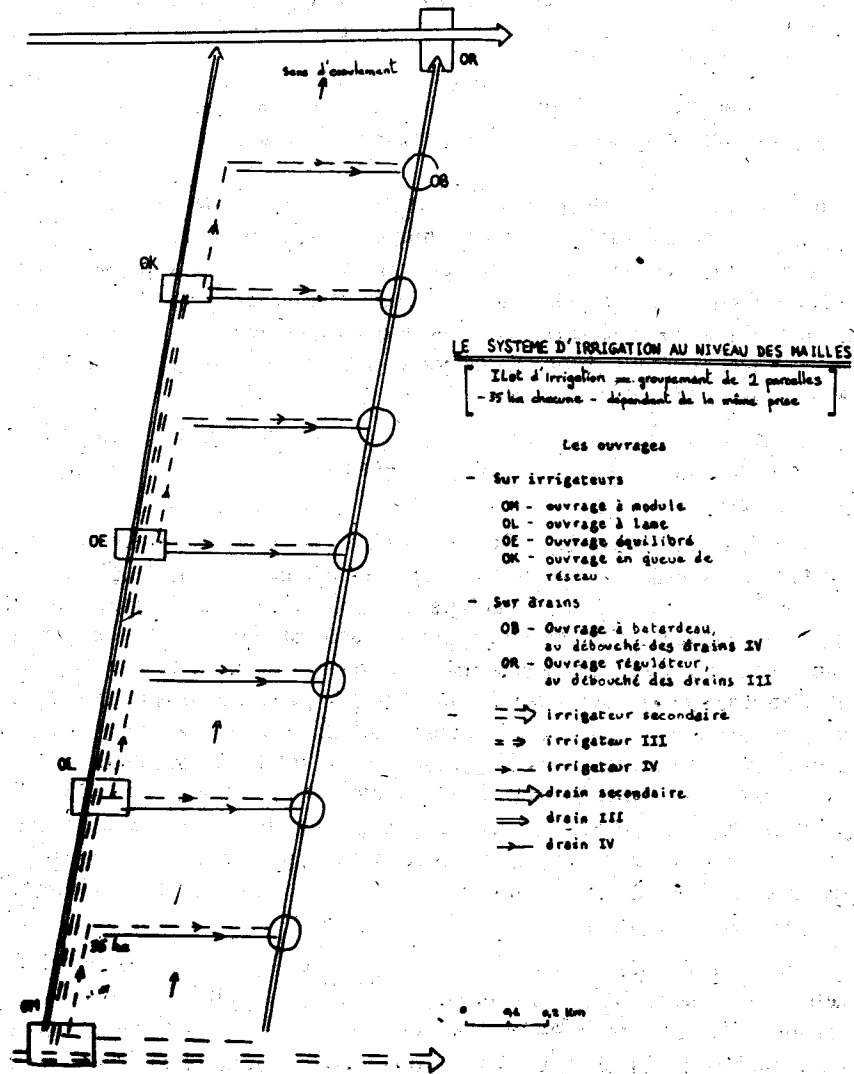 OR
Sens d'écoulement
OB
OK
LE SYSTEME D'IRRIGATION AU NIVEAU DES MAILLES
[ Ilot d'irrigation = groupement de 2 parcelles
- 35 ha chacune - dépendant de la même prise ]
Les ouvrages
- Sur irrigateurs
OM - ouvrage à module
OL - ouvrage à lame
OE - Ouvrage équilibré
OK - ouvrage en queue de
réseau
- Sur drains
OB - Ouvrage à batardeau,
au débouché des drains IV
OR - Ouvrage régulateur,
au débouché des drains III
irrigateur secondaire
irrigateur III
irrigateur IV
drain secondaire
drain III
drain IV
OE
OL
35 ha
OM
0 0,1 0,2 Km